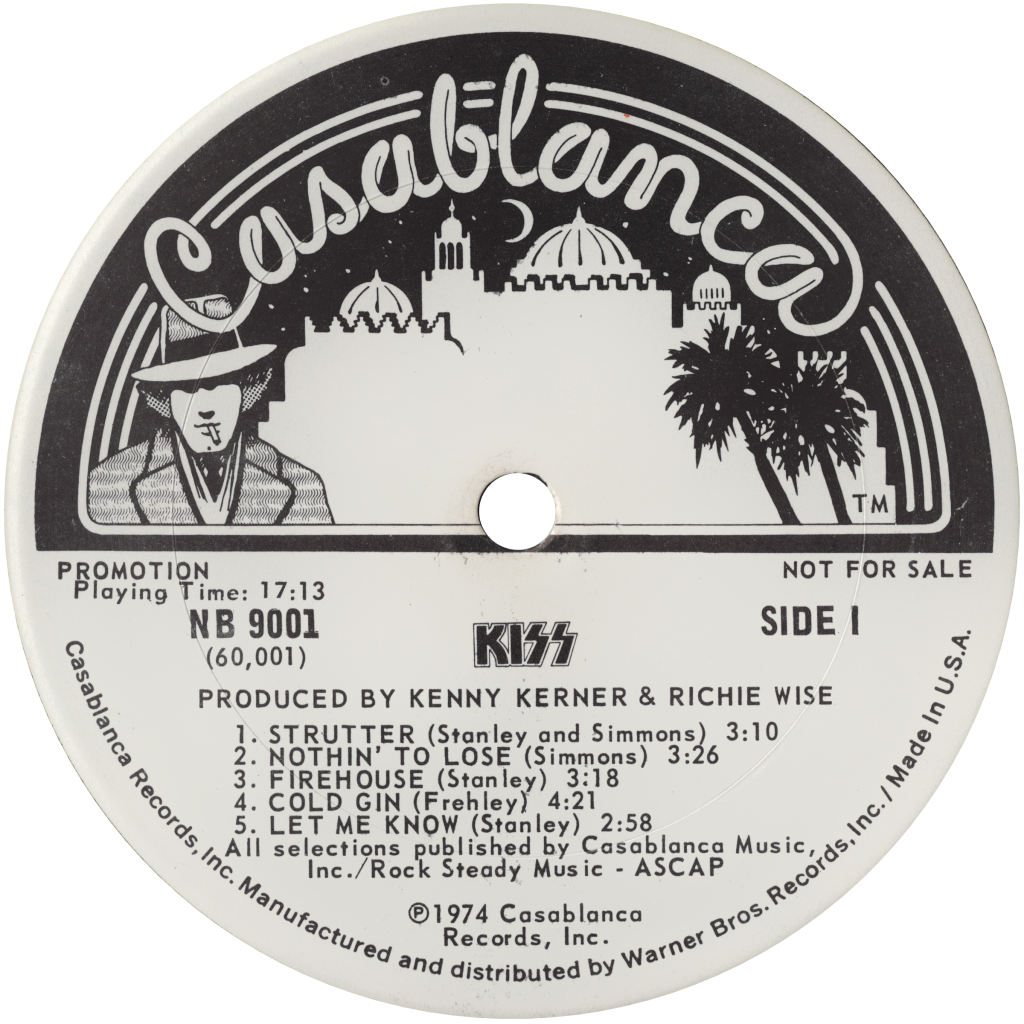 Casablanca
TM
PROMOTION
NOT FOR SALE
Playing Time: 17:13
NB 9001
SIDE 1
(60,001)
KISS
PRODUCED BY KENNY KERNER & RICHIE WISE
1. STRUTTER (Stanley and Simmons) 3:10
2. NOTHIN' TO LOSE (Simmons) 3:26
3. FIREHOUSE (Stanley) 3:18
4. COLD GIN (Frehley) 4:21
5. LET ME KNOW (Stanley) 2:58
All selections published by Casablanca Music,
Inc./Rock Steady Music - ASCAP
℗1974 Casablanca
Records, Inc.
Casablanca Records, Inc. Manufactured and distributed by Warner Bros. Records, Inc. / Made In U.S.A.